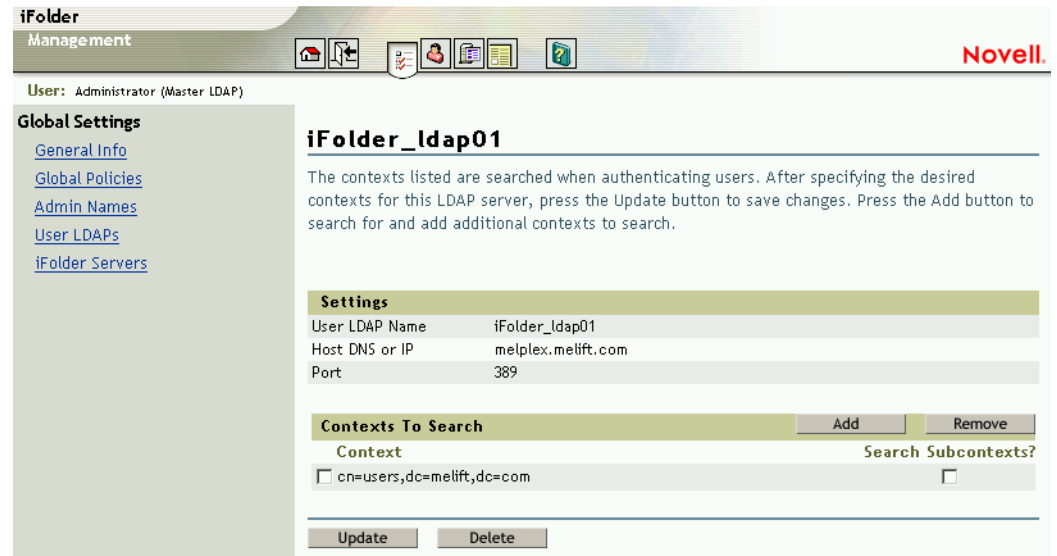 iFolder
Management
Novell.
User: Administrator (Master LDAP)
Global Settings
General Info
Global Policies
Admin Names
User LDAPs
iFolder Servers
iFolder_ldap01
The contexts listed are searched when authenticating users. After specifying the desired
contexts for this LDAP server, press the Update button to save changes. Press the Add button to
search for and add additional contexts to search.
Settings
User LDAP Name iFolder_ldap01
Host DNS or IP melplex.melift.com
Port 389
Contexts To Search Add Remove
Context Search Subcontexts?
cn=users,dc=melift,dc=com
Update Delete